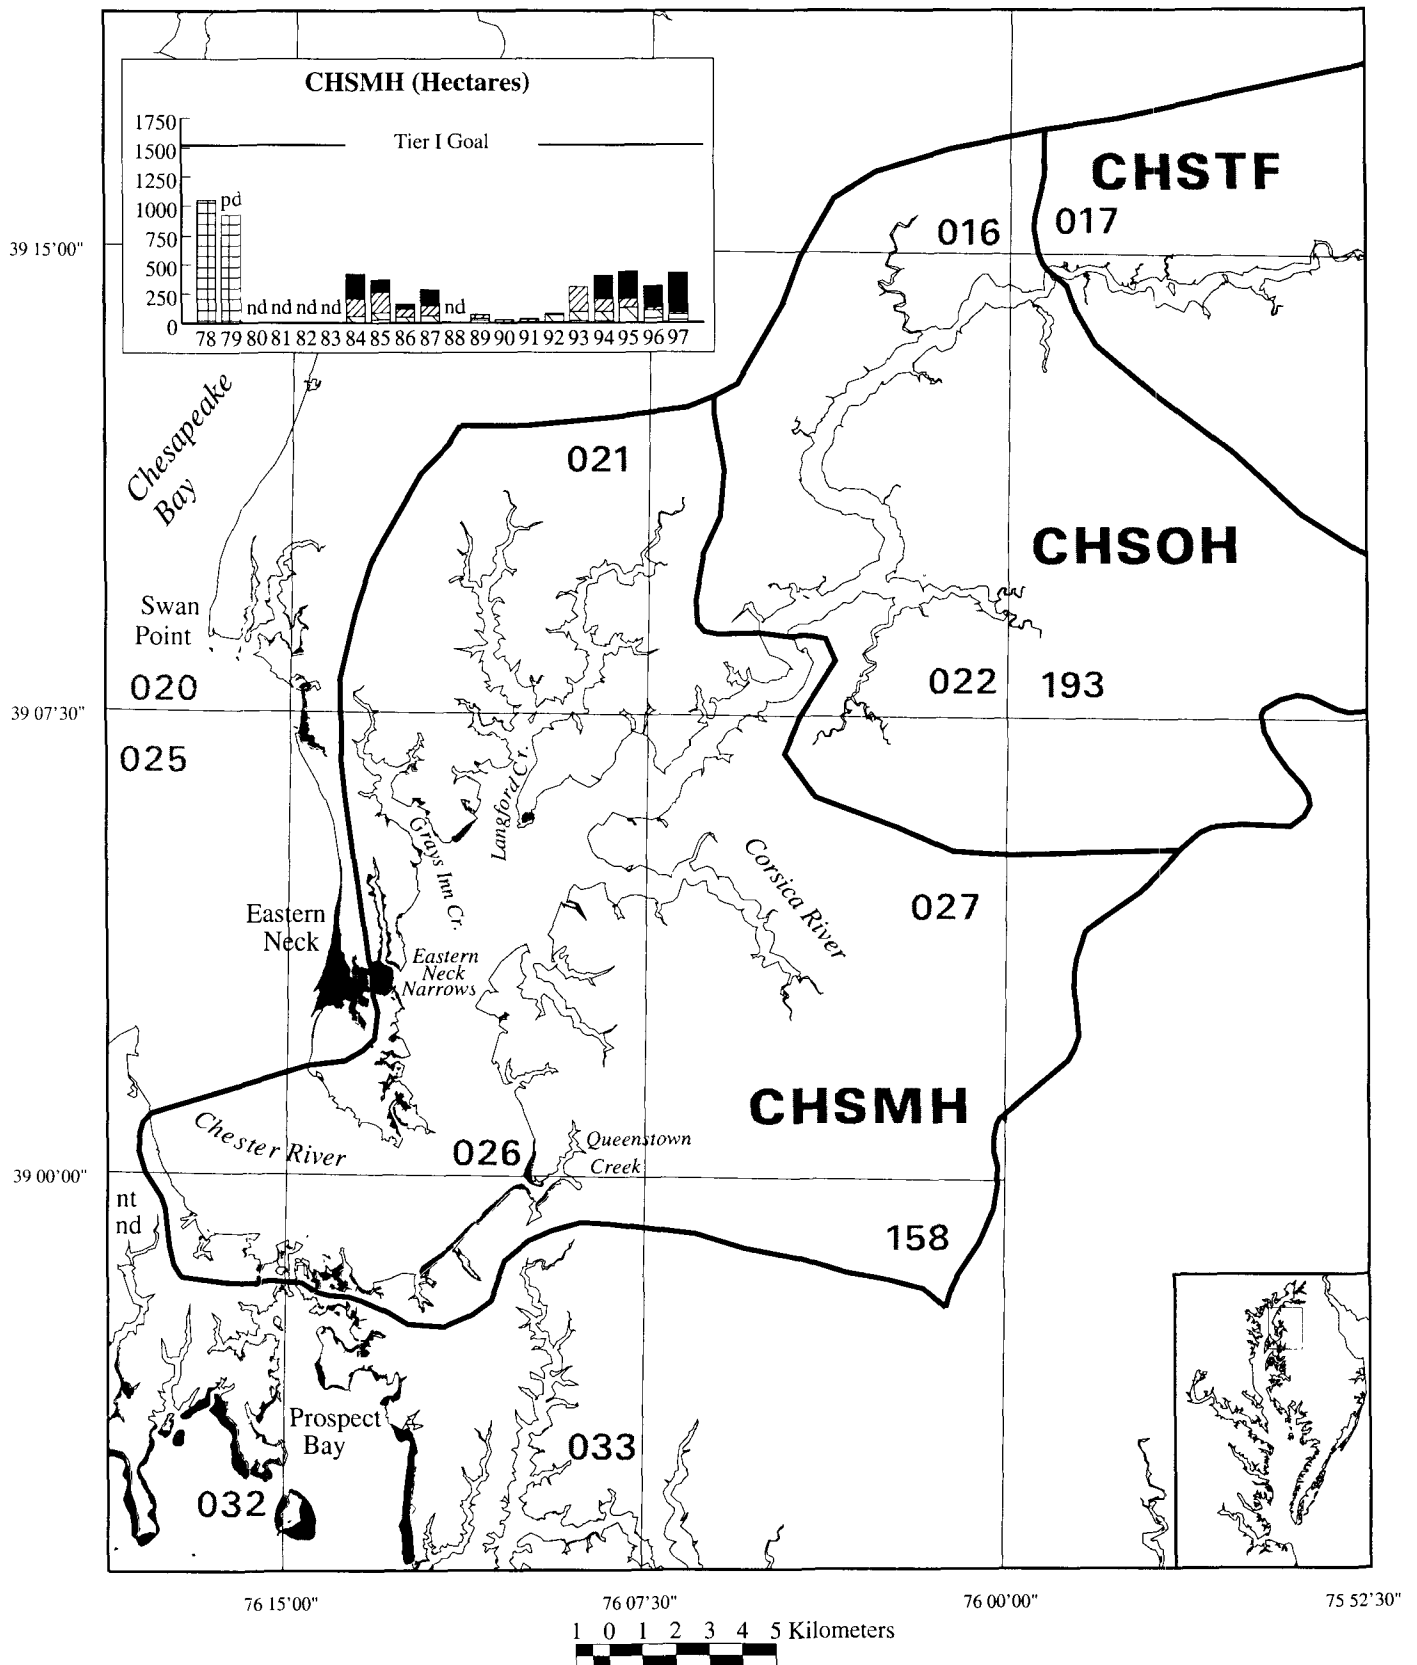 CHSMH (Hectares)
1750
1500
1250
1000
750
500
250
0
Tier I Goal
pd
nd nd nd nd
nd
78 79 80 81 82 83 84 85 86 87 88 89 90 91 92 93 94 95 96 97
CHSTF
016
017
39 15'00"
Chesapeake
Bay
021
CHSOH
Swan
Point
020
022
193
39 07'30"
025
Langford Cr.
Grays Inn Cr.
Corsica River
027
Eastern
Neck
Eastern
Neck
Narrows
CHSMH
Chester River
026
Queenstown
Creek
39 00'00"
nt
nd
158
Prospect
Bay
033
032
76 15'00"
76 07'30"
76 00'00"
75 52'30"
1 0 1 2 3 4 5 Kilometers